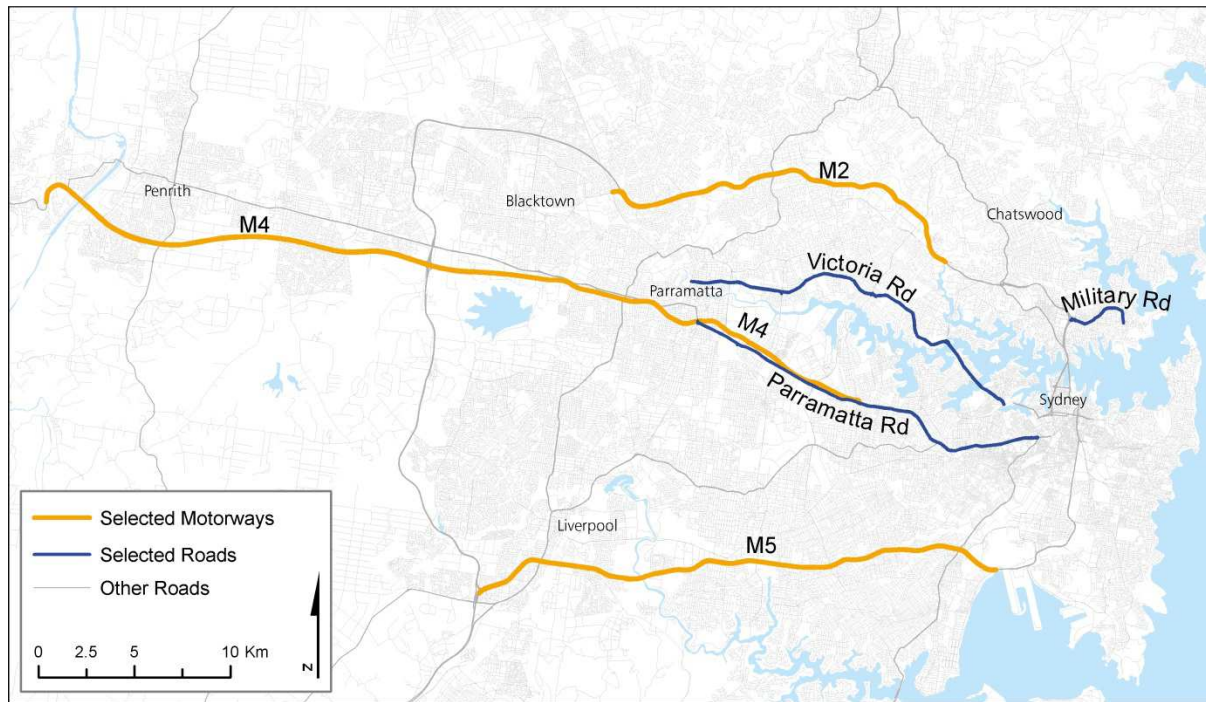 M2
Penrith
Blacktown
Chatswood
M4
Victoria Rd
Parramatta
Military Rd
M4
Parramatta Rd
Sydney
Liverpool
M5
Selected Motorways
Selected Roads
Other Roads
0 2.5 5 10 Km
N